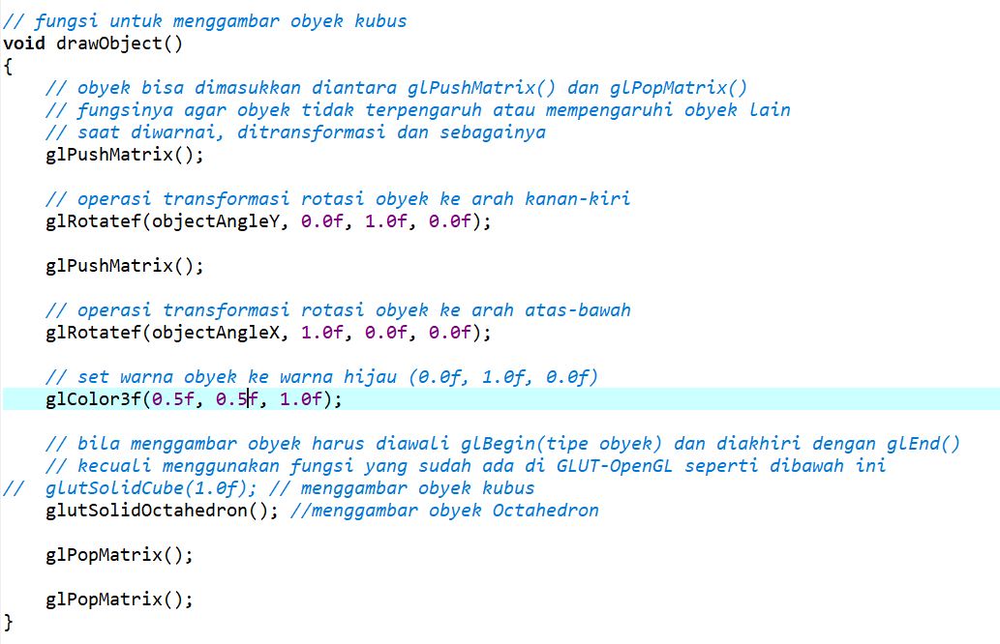 // fungsi untuk menggambar obyek kubus
void drawObject()
{
    // obyek bisa dimasukkan diantara glPushMatrix() dan glPopMatrix()
    // fungsinya agar obyek tidak terpengaruh atau mempengaruhi obyek lain
    // saat diwarnai, ditransformasi dan sebagainya
    glPushMatrix();
    // operasi transformasi rotasi obyek ke arah kanan-kiri
    glRotatef(objectAngleY, 0.0f, 1.0f, 0.0f);
    glPushMatrix();
    // operasi transformasi rotasi obyek ke arah atas-bawah
    glRotatef(objectAngleX, 1.0f, 0.0f, 0.0f);
    // set warna obyek ke warna hijau (0.0f, 1.0f, 0.0f)
    glColor3f(0.5f, 0.5f, 1.0f);
    // bila menggambar obyek harus diawali glBegin(tipe obyek) dan diakhiri dengan glEnd()
    // kecuali menggunakan fungsi yang sudah ada di GLUT-OpenGL seperti dibawah ini
//  glutSolidCube(1.0f); // menggambar obyek kubus
    glutSolidOctahedron(); //menggambar obyek Octahedron
    glPopMatrix();
    glPopMatrix();
}